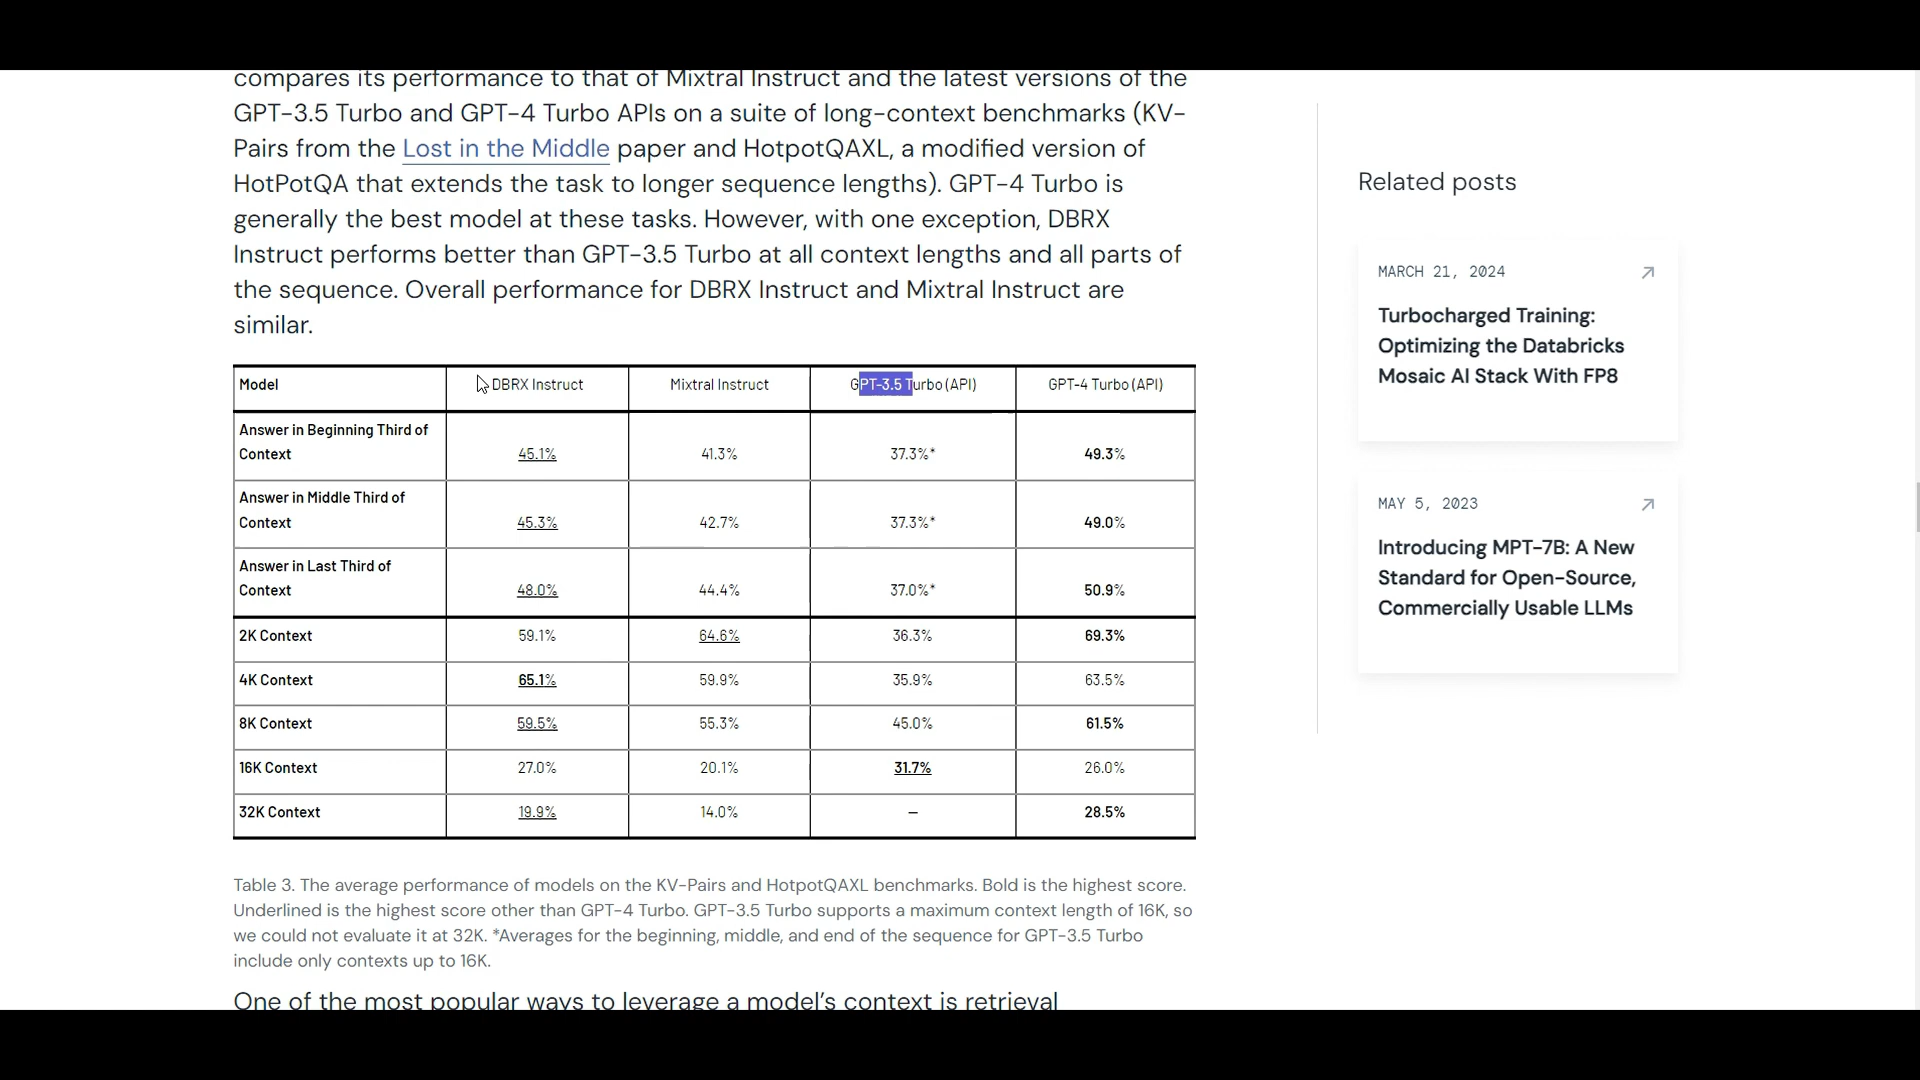 compares its performance to that of Mixtral Instruct and the latest versions of the
GPT-3.5 Turbo and GPT-4 Turbo APIs on a suite of long-context benchmarks (KV-
Pairs from the Lost in the Middle paper and HotpotQAXL, a modified version of
HotPotQA that extends the task to longer sequence lengths). GPT-4 Turbo is
generally the best model at these tasks. However, with one exception, DBRX
Instruct performs better than GPT-3.5 Turbo at all context lengths and all parts of
the sequence. Overall performance for DBRX Instruct and Mixtral Instruct are
similar.
Model DBRX Instruct Mixtral Instruct GPT-3.5 Turbo (API) GPT-4 Turbo (API)
Answer in Beginning Third of
Context 45.1% 41.3% 37.3%* 49.3%
Answer in Middle Third of
Context 45.3% 42.7% 37.3%* 49.0%
Answer in Last Third of
Context 48.0% 44.4% 37.0%* 50.9%
2K Context 59.1% 64.6% 36.3% 69.3%
4K Context 65.1% 59.9% 35.9% 63.5%
8K Context 59.5% 55.3% 45.0% 61.5%
16K Context 27.0% 20.1% 31.7% 26.0%
32K Context 19.9% 14.0% — 28.5%
Table 3. The average performance of models on the KV-Pairs and HotpotQAXL benchmarks. Bold is the highest score.
Underlined is the highest score other than GPT-4 Turbo. GPT-3.5 Turbo supports a maximum context length of 16K, so
we could not evaluate it at 32K. *Averages for the beginning, middle, and end of the sequence for GPT-3.5 Turbo
include only contexts up to 16K.
One of the most popular ways to leverage a model's context is retrieval
Related posts
MARCH 21, 2024
Turbocharged Training:
Optimizing the Databricks
Mosaic AI Stack With FP8
MAY 5, 2023
Introducing MPT-7B: A New
Standard for Open-Source,
Commercially Usable LLMs